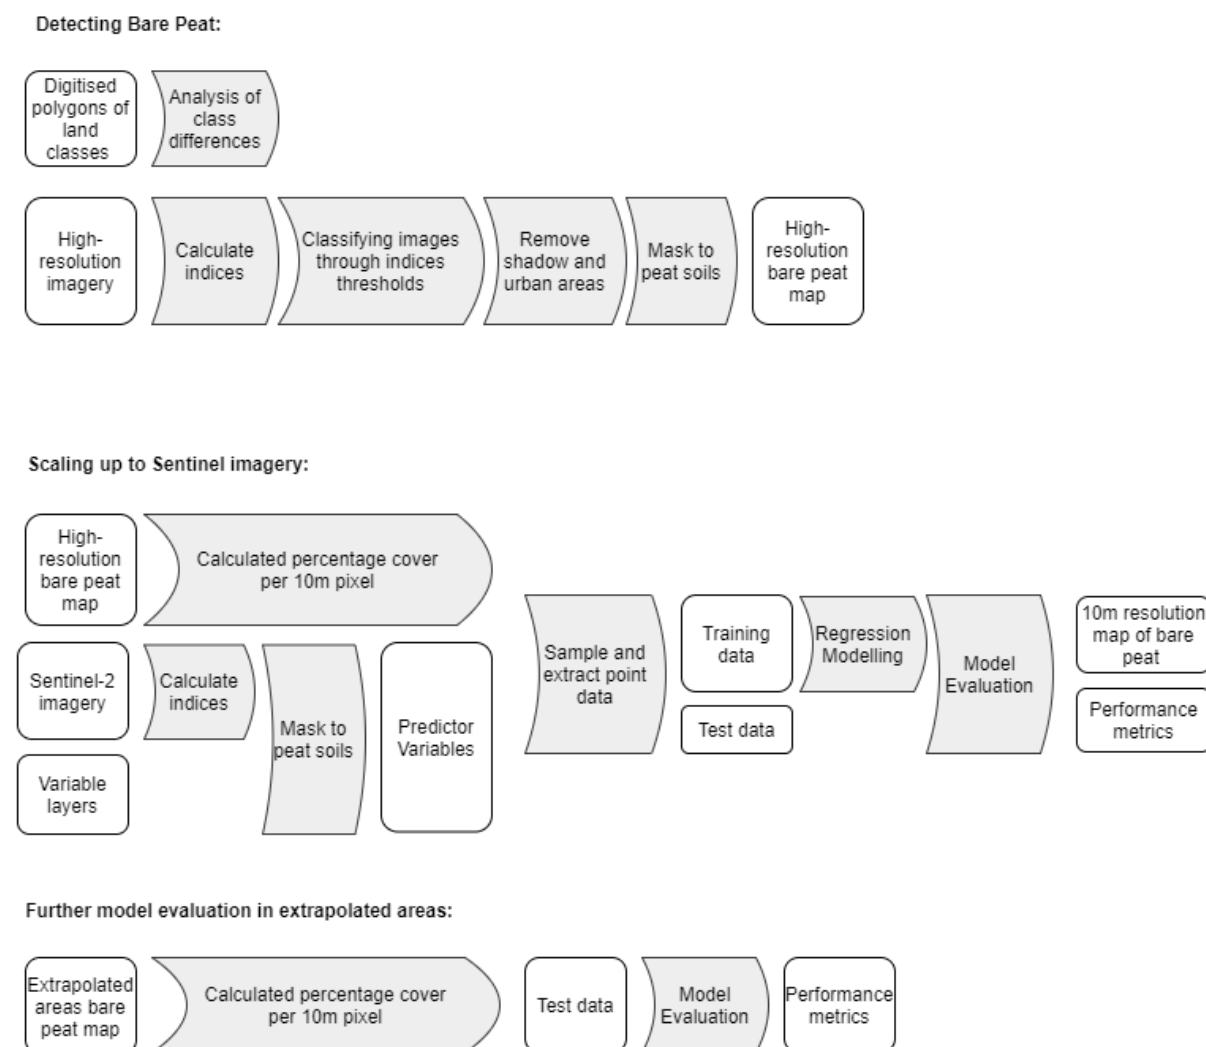 Detecting Bare Peat:
Digitised
polygons of
land
classes
Analysis of
class
differences
High-
resolution
imagery
Calculate
indices
Classifying images
through indices
thresholds
Remove
shadow and
urban areas
Mask to
peat soils
High-
resolution
bare peat
map
Scaling up to Sentinel imagery:
High-
resolution
bare peat
map
Calculated percentage cover
per 10m pixel
Sentinel-2
imagery
Calculate
indices
Variable
layers
Mask to
peat soils
Predictor
Variables
Sample and
extract point
data
Training
data
Test data
Regression
Modelling
Model
Evaluation
10m resolution
map of bare
peat
Performance
metrics
Further model evaluation in extrapolated areas:
Extrapolated
areas bare
peat map
Calculated percentage cover
per 10m pixel
Test data
Model
Evaluation
Performance
metrics